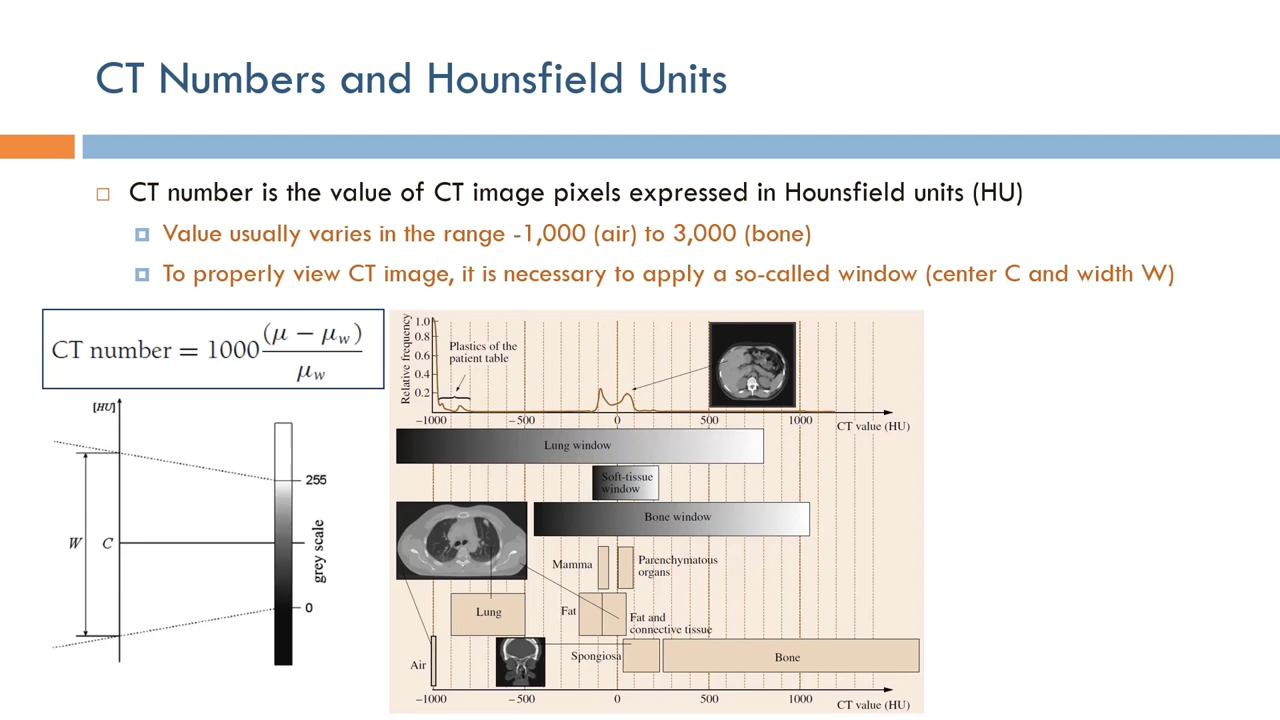 CT Numbers and Hounsfield Units
CT number is the value of CT image pixels expressed in Hounsfield units (HU)
Value usually varies in the range -1,000 (air) to 3,000 (bone)
To properly view CT image, it is necessary to apply a so-called window (center C and width W)
CT number = 1000 (μ − μw) / μw
[HU]
255
W
C
0
grey scale
Relative frequency
1.0
0.8
0.6
0.4
0.2
Plastics of the
patient table
−1000
−500
0
500
1000
CT value (HU)
Lung window
Soft-tissue
window
Bone window
Mamma
Parenchymatous
organs
Lung
Fat
Fat and
connective tissue
Air
Spongiosa
Bone
−1000
−500
0
500
1000
CT value (HU)